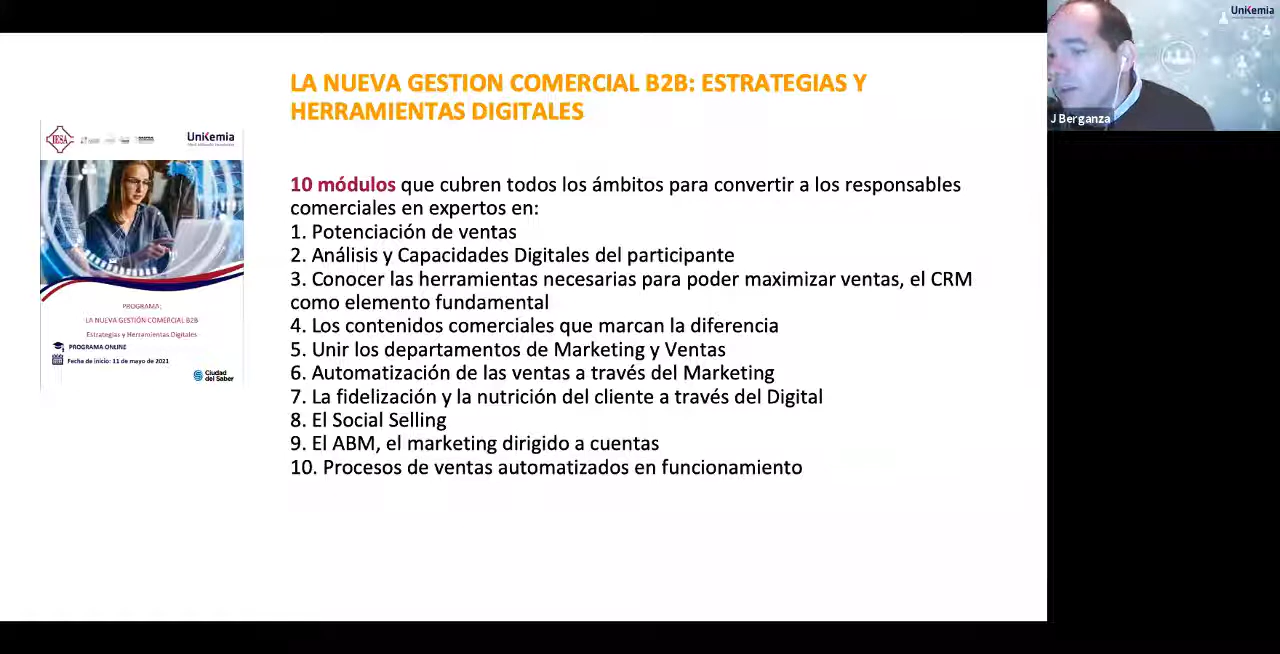 LA NUEVA GESTION COMERCIAL B2B: ESTRATEGIAS Y
HERRAMIENTAS DIGITALES
10 módulos que cubren todos los ámbitos para convertir a los responsables
comerciales en expertos en:
1. Potenciación de ventas
2. Análisis y Capacidades Digitales del participante
3. Conocer las herramientas necesarias para poder maximizar ventas, el CRM
como elemento fundamental
4. Los contenidos comerciales que marcan la diferencia
5. Unir los departamentos de Marketing y Ventas
6. Automatización de las ventas a través del Marketing
7. La fidelización y la nutrición del cliente a través del Digital
8. El Social Selling
9. El ABM, el marketing dirigido a cuentas
10. Procesos de ventas automatizados en funcionamiento
IESA
UniKemia
PROGRAMA:
LA NUEVA GESTIÓN COMERCIAL B2B
Estrategias y Herramientas Digitales
PROGRAMA ONLINE
Fecha de inicio: 11 de mayo de 2021
Ciudad
del Saber
UniKemia
J Berganza